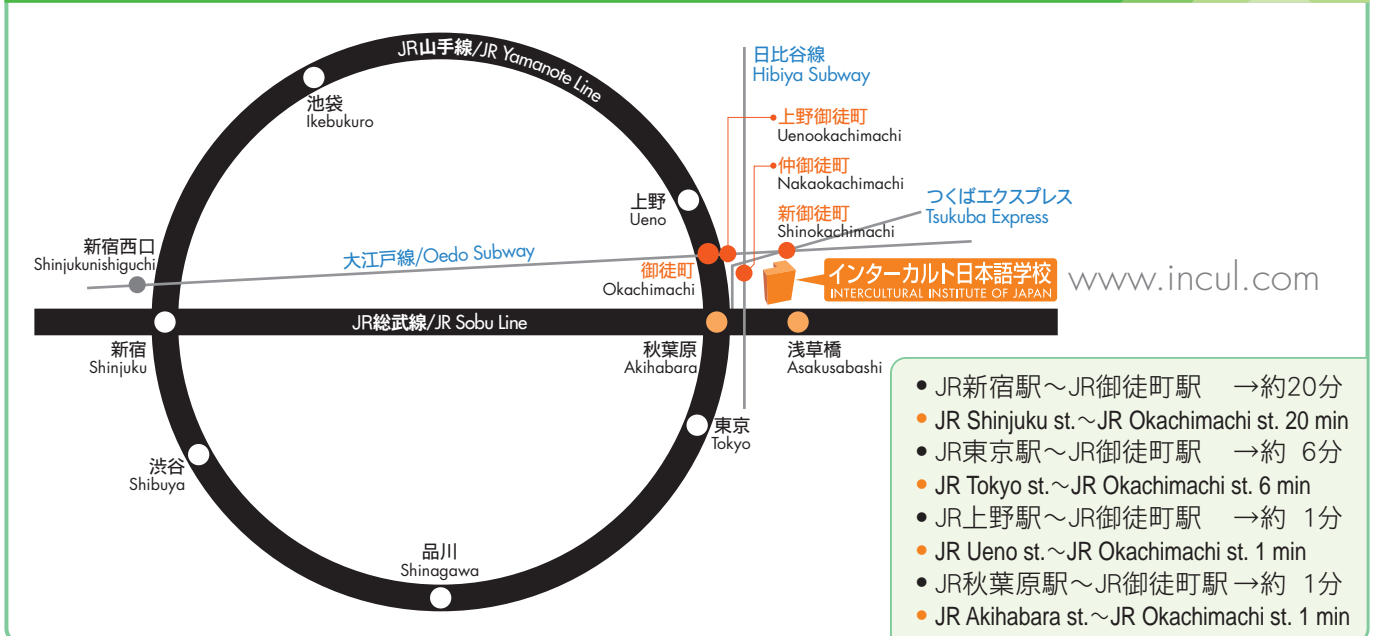 JR山手線/JR Yamanote Line
日比谷線
Hibiya Subway
池袋
Ikebukuro
上野御徒町
Uenookachimachi
仲御徒町
Nakaokachimachi
つくばエクスプレス
Tsukuba Express
上野
Ueno
新御徒町
Shinokachimachi
新宿西口
Shinjukunishiguchi
大江戸線/Oedo Subway
御徒町
Okachimachi
インターカルト日本語学校
INTERCULTURAL INSTITUTE OF JAPAN
www.incul.com
JR総武線/JR Sobu Line
新宿
Shinjuku
秋葉原
Akihabara
浅草橋
Asakusabashi
東京
Tokyo
渋谷
Shibuya
品川
Shinagawa
• JR新宿駅～JR御徒町駅 →約20分
• JR Shinjuku st.～JR Okachimachi st. 20 min
• JR東京駅～JR御徒町駅 →約 6分
• JR Tokyo st.～JR Okachimachi st. 6 min
• JR上野駅～JR御徒町駅 →約 1分
• JR Ueno st.～JR Okachimachi st. 1 min
• JR秋葉原駅～JR御徒町駅→約 1分
• JR Akihabara st.～JR Okachimachi st. 1 min